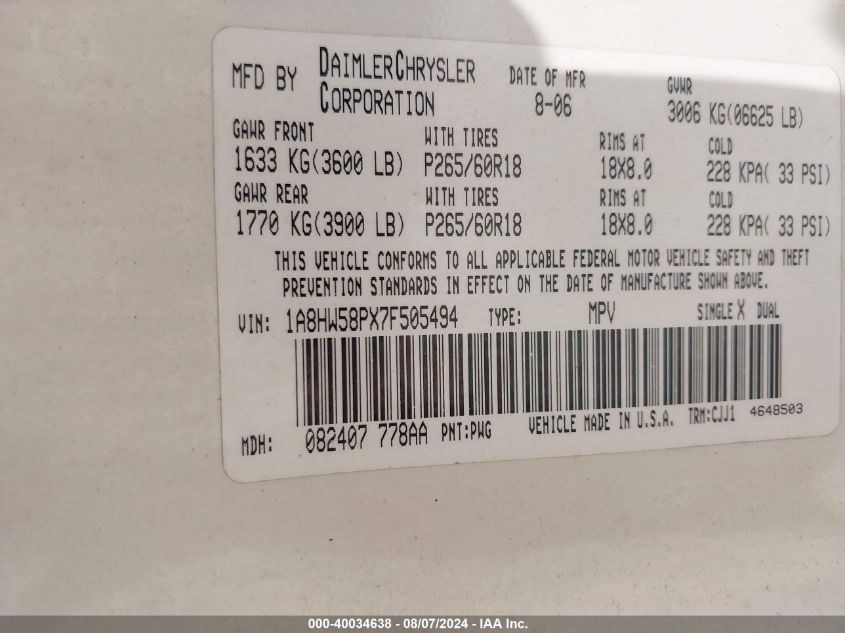 MFD BY DAIMLERCHRYSLER CORPORATION DATE OF MFR 8-06 GVWR 3006 KG(06625 LB)
GAWR FRONT WITH TIRES RIMS AT COLD
1633 KG(3600 LB) P265/60R18 18X8.0 228 KPA( 33 PSI)
GAWR REAR WITH TIRES RIMS AT COLD
1770 KG(3900 LB) P265/60R18 18X8.0 228 KPA( 33 PSI)
THIS VEHICLE CONFORMS TO ALL APPLICABLE FEDERAL MOTOR VEHICLE SAFETY AND THEFT
PREVENTION STANDARDS IN EFFECT ON THE DATE OF MANUFACTURE SHOWN ABOVE.
VIN: 1A8HW58PX7F505494 TYPE: MPV SINGLE X DUAL
MDH: 082407 778AA PNT:PWG VEHICLE MADE IN U.S.A. TRM:CJJ1 4648503
000-40034638 - 08/07/2024 - IAA Inc.